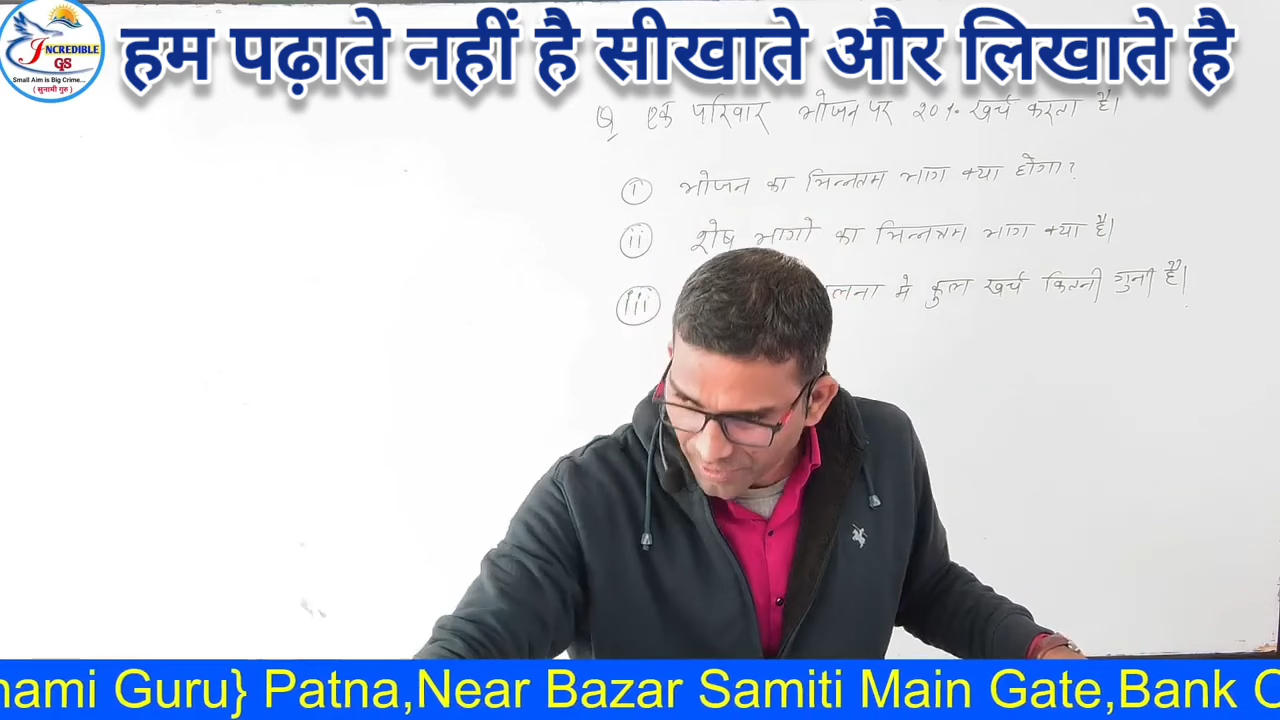 INCREDIBLE
GS
Small Aim is Big Crime...
( सुनामी गुरु )
हम पढ़ाते नहीं है सीखाते और लिखाते है
Q एक परिवार भोजन पर 20% खर्च करता है।
(i) भोजन का भिन्नतम भाग क्या होगा?
(ii) शेष भागो का भिन्नतम भाग क्या है।
(iii) लना मे कुल खर्च कितनी गुनी है।
nami Guru} Patna,Near Bazar Samiti Main Gate,Bank O